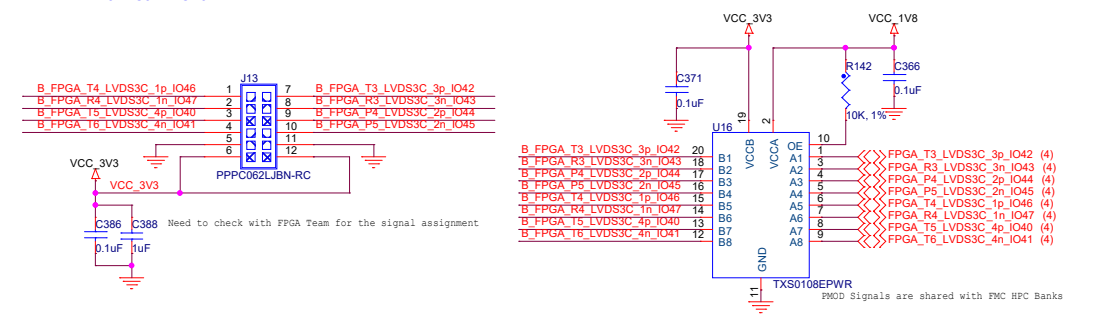 VCC_3V3
VCC_1V8
J13
B_FPGA_T4_LVDS3C_1p_IO46 1 7 B_FPGA_T3_LVDS3C_3p_IO42
B_FPGA_R4_LVDS3C_1n_IO47 2 8 B_FPGA_R3_LVDS3C_3n_IO43
B_FPGA_T5_LVDS3C_4p_IO40 3 9 B_FPGA_P4_LVDS3C_2p_IO44
B_FPGA_T6_LVDS3C_4n_IO41 4 10 B_FPGA_P5_LVDS3C_2n_IO45
5 11
6 12
PPPC062LJBN-RC
VCC_3V3
VCC_3V3
C386
0.1uF
C388
1uF
Need to check with FPGA Team for the signal assignment
C371
0.1uF
R142
10K, 1%
C366
0.1uF
U16
19 2
VCCB VCCA
OE 10
B_FPGA_T3_LVDS3C_3p_IO42 20 B1 A1 1 FPGA_T3_LVDS3C_3p_IO42 (4)
B_FPGA_R3_LVDS3C_3n_IO43 18 B2 A2 3 FPGA_R3_LVDS3C_3n_IO43 (4)
B_FPGA_P4_LVDS3C_2p_IO44 17 B3 A3 4 FPGA_P4_LVDS3C_2p_IO44 (4)
B_FPGA_P5_LVDS3C_2n_IO45 16 B4 A4 5 FPGA_P5_LVDS3C_2n_IO45 (4)
B_FPGA_T4_LVDS3C_1p_IO46 15 B5 A5 6 FPGA_T4_LVDS3C_1p_IO46 (4)
B_FPGA_R4_LVDS3C_1n_IO47 14 B6 A6 7 FPGA_R4_LVDS3C_1n_IO47 (4)
B_FPGA_T5_LVDS3C_4p_IO40 13 B7 A7 8 FPGA_T5_LVDS3C_4p_IO40 (4)
B_FPGA_T6_LVDS3C_4n_IO41 12 B8 A8 9 FPGA_T6_LVDS3C_4n_IO41 (4)
GND
11
TXS0108EPWR
PMOD Signals are shared with FMC HPC Banks